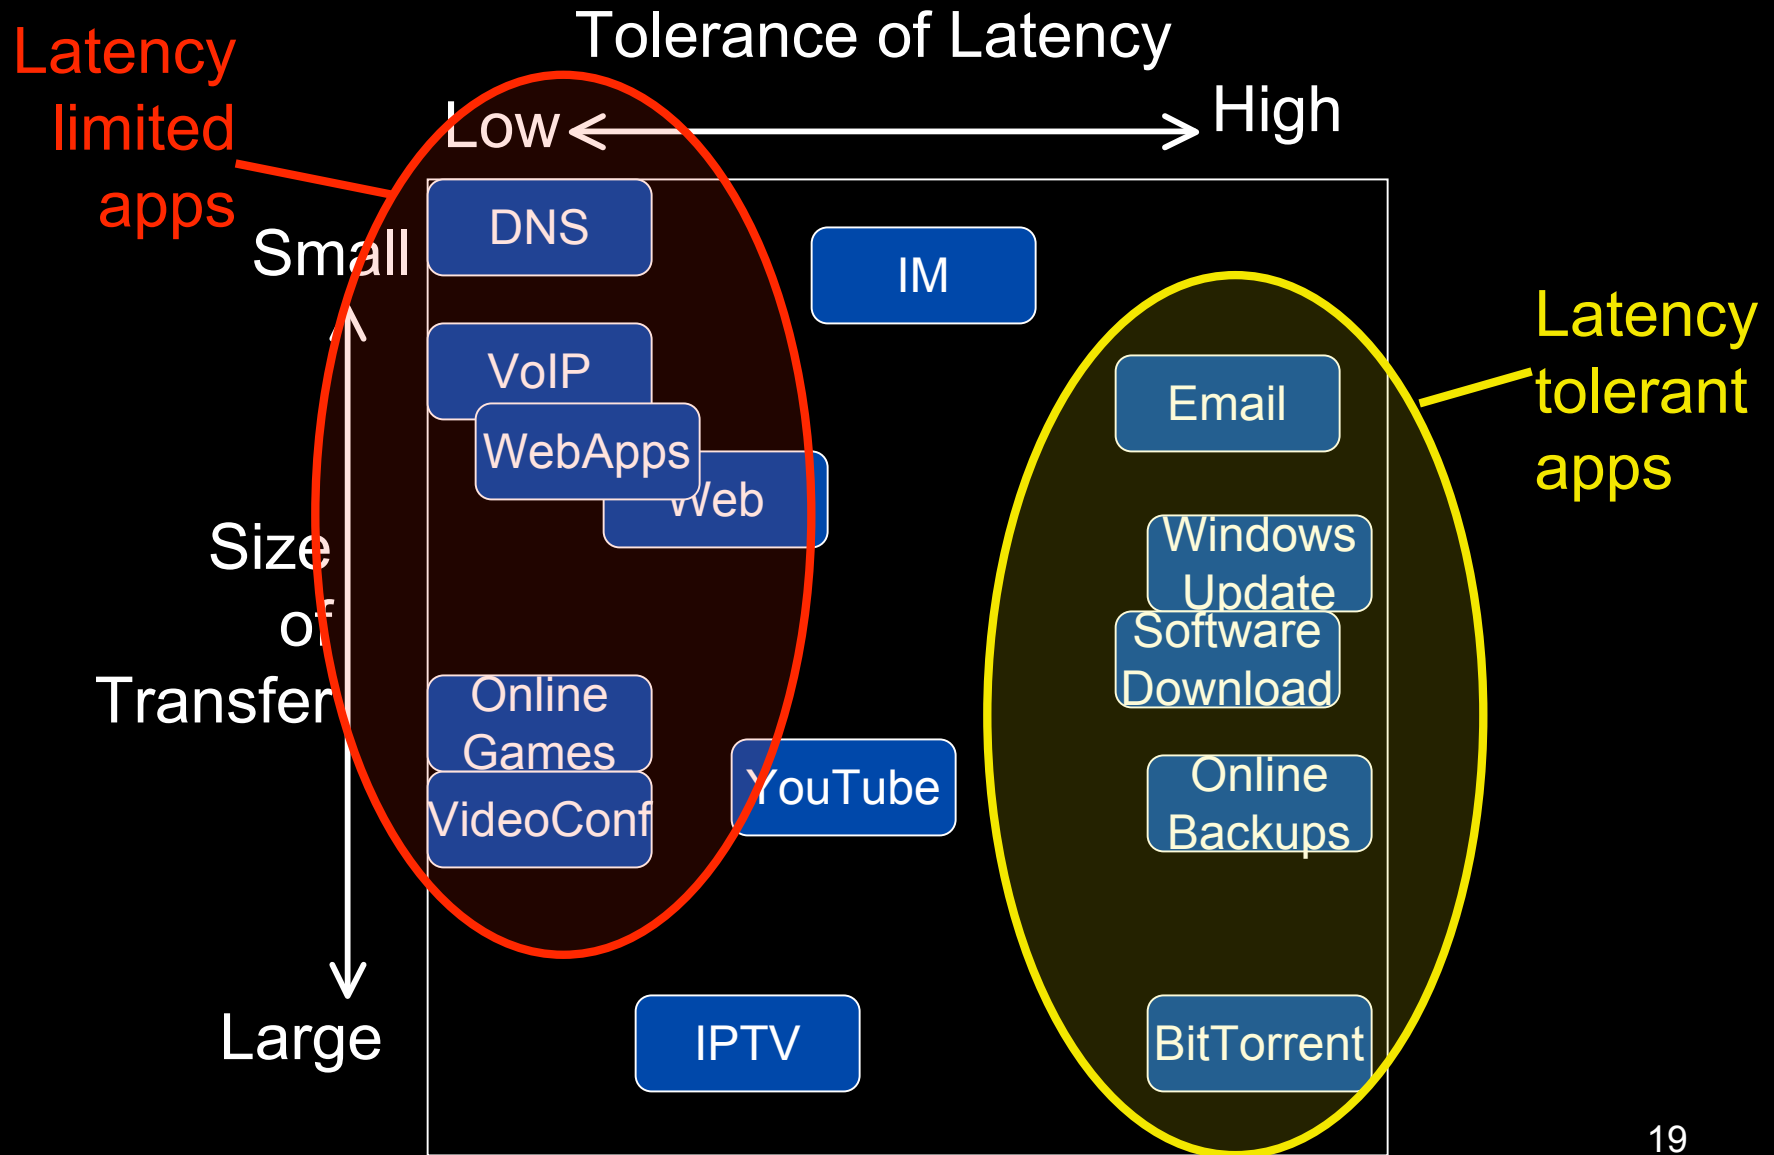 Tolerance of Latency
Latency
limited
apps
Low
High
Small
Size
of
Transfer
Large
DNS
IM
VoIP
WebApps
Web
Email
Latency
tolerant
apps
Windows
Update
Software
Download
Online
Games
VideoConf
YouTube
Online
Backups
IPTV
BitTorrent
19